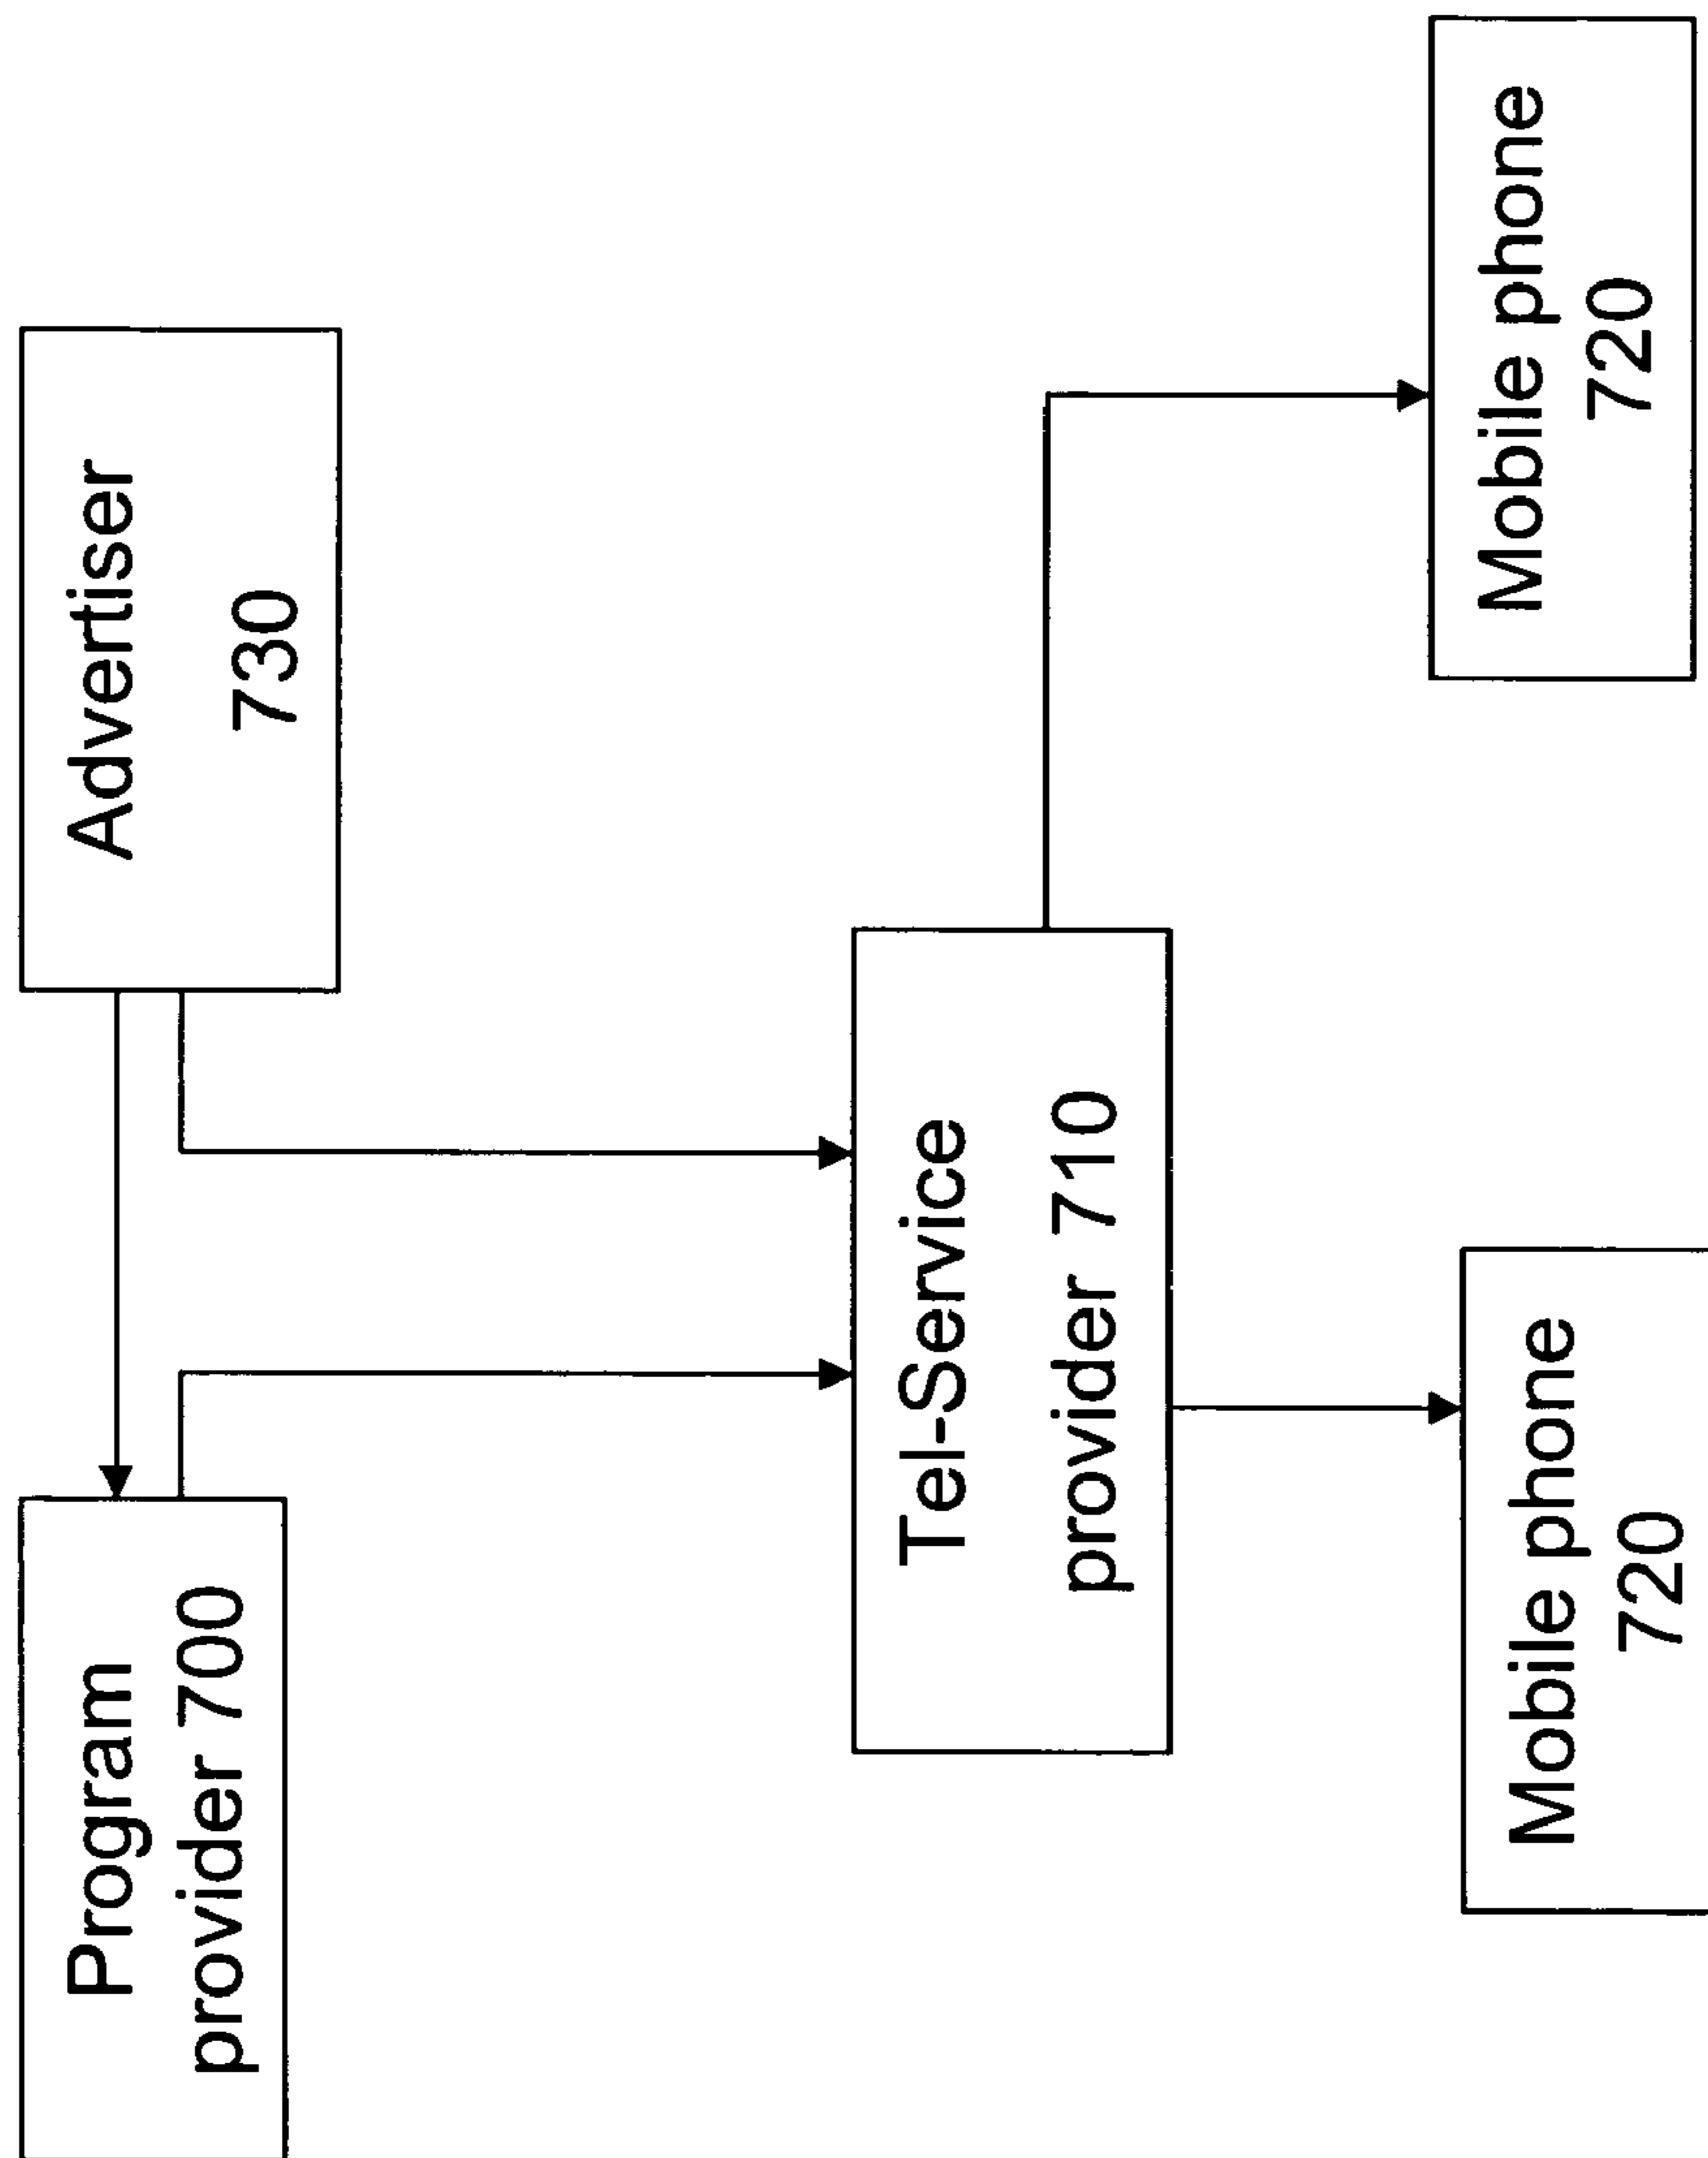 Program
provider 700
Advertiser
730
Tel-Service
provider 710
Mobile phone
720
Mobile phone
720